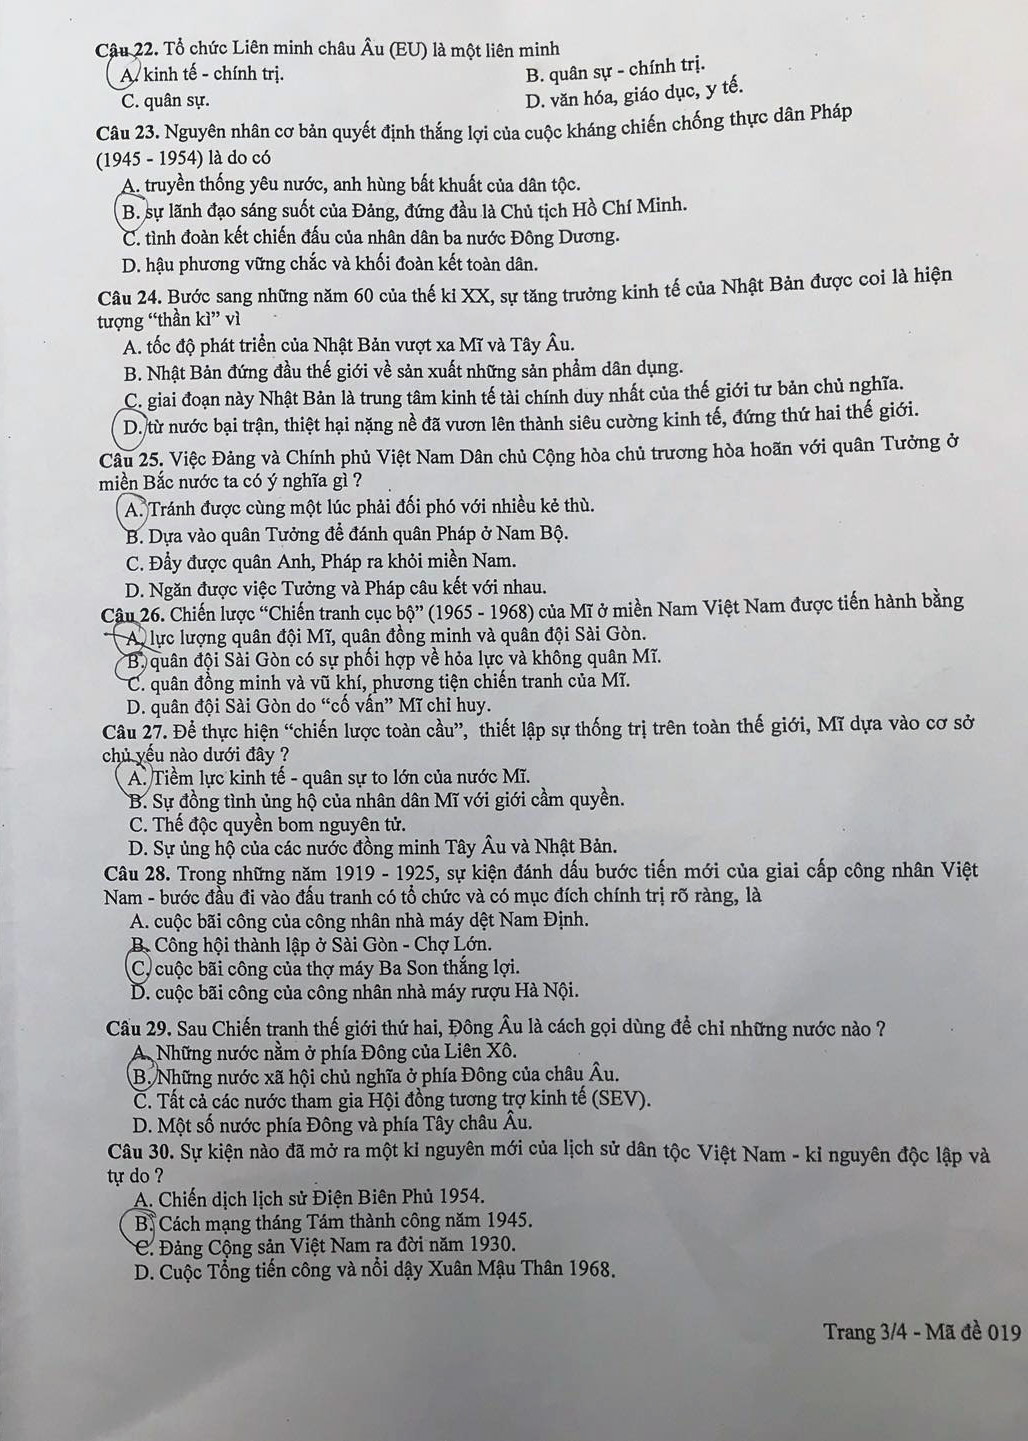 Câu 22. Tổ chức Liên minh châu Âu (EU) là một liên minh
A. kinh tế - chính trị. B. quân sự - chính trị.
C. quân sự. D. văn hóa, giáo dục, y tế.
Câu 23. Nguyên nhân cơ bản quyết định thắng lợi của cuộc kháng chiến chống thực dân Pháp
(1945 - 1954) là do có
A. truyền thống yêu nước, anh hùng bất khuất của dân tộc.
B. sự lãnh đạo sáng suốt của Đảng, đứng đầu là Chủ tịch Hồ Chí Minh.
C. tình đoàn kết chiến đấu của nhân dân ba nước Đông Dương.
D. hậu phương vững chắc và khối đoàn kết toàn dân.
Câu 24. Bước sang những năm 60 của thế kỉ XX, sự tăng trưởng kinh tế của Nhật Bản được coi là hiện
tượng “thần kì” vì
A. tốc độ phát triển của Nhật Bản vượt xa Mĩ và Tây Âu.
B. Nhật Bản đứng đầu thế giới về sản xuất những sản phẩm dân dụng.
C. giai đoạn này Nhật Bản là trung tâm kinh tế tài chính duy nhất của thế giới tư bản chủ nghĩa.
D. từ nước bại trận, thiệt hại nặng nề đã vươn lên thành siêu cường kinh tế, đứng thứ hai thế giới.
Câu 25. Việc Đảng và Chính phủ Việt Nam Dân chủ Cộng hòa chủ trương hòa hoãn với quân Tưởng ở
miền Bắc nước ta có ý nghĩa gì ?
A. Tránh được cùng một lúc phải đối phó với nhiều kẻ thù.
B. Dựa vào quân Tưởng để đánh quân Pháp ở Nam Bộ.
C. Đẩy được quân Anh, Pháp ra khỏi miền Nam.
D. Ngăn được việc Tưởng và Pháp câu kết với nhau.
Câu 26. Chiến lược “Chiến tranh cục bộ” (1965 - 1968) của Mĩ ở miền Nam Việt Nam được tiến hành bằng
A. lực lượng quân đội Mĩ, quân đồng minh và quân đội Sài Gòn.
B. quân đội Sài Gòn có sự phối hợp về hỏa lực và không quân Mĩ.
C. quân đồng minh và vũ khí, phương tiện chiến tranh của Mĩ.
D. quân đội Sài Gòn do “cố vấn” Mĩ chỉ huy.
Câu 27. Để thực hiện “chiến lược toàn cầu”, thiết lập sự thống trị trên toàn thế giới, Mĩ dựa vào cơ sở
chủ yếu nào dưới đây ?
A. Tiềm lực kinh tế - quân sự to lớn của nước Mĩ.
B. Sự đồng tình ủng hộ của nhân dân Mĩ với giới cầm quyền.
C. Thế độc quyền bom nguyên tử.
D. Sự ủng hộ của các nước đồng minh Tây Âu và Nhật Bản.
Câu 28. Trong những năm 1919 - 1925, sự kiện đánh dấu bước tiến mới của giai cấp công nhân Việt
Nam - bước đầu đi vào đấu tranh có tổ chức và có mục đích chính trị rõ ràng, là
A. cuộc bãi công của công nhân nhà máy dệt Nam Định.
B. Công hội thành lập ở Sài Gòn - Chợ Lớn.
C. cuộc bãi công của thợ máy Ba Son thắng lợi.
D. cuộc bãi công của công nhân nhà máy rượu Hà Nội.
Câu 29. Sau Chiến tranh thế giới thứ hai, Đông Âu là cách gọi dùng để chỉ những nước nào ?
A. Những nước nằm ở phía Đông của Liên Xô.
B. Những nước xã hội chủ nghĩa ở phía Đông của châu Âu.
C. Tất cả các nước tham gia Hội đồng tương trợ kinh tế (SEV).
D. Một số nước phía Đông và phía Tây châu Âu.
Câu 30. Sự kiện nào đã mở ra một kỉ nguyên mới của lịch sử dân tộc Việt Nam - kỉ nguyên độc lập và
tự do ?
A. Chiến dịch lịch sử Điện Biên Phủ 1954.
B. Cách mạng tháng Tám thành công năm 1945.
C. Đảng Cộng sản Việt Nam ra đời năm 1930.
D. Cuộc Tổng tiến công và nổi dậy Xuân Mậu Thân 1968.
Trang 3/4 - Mã đề 019